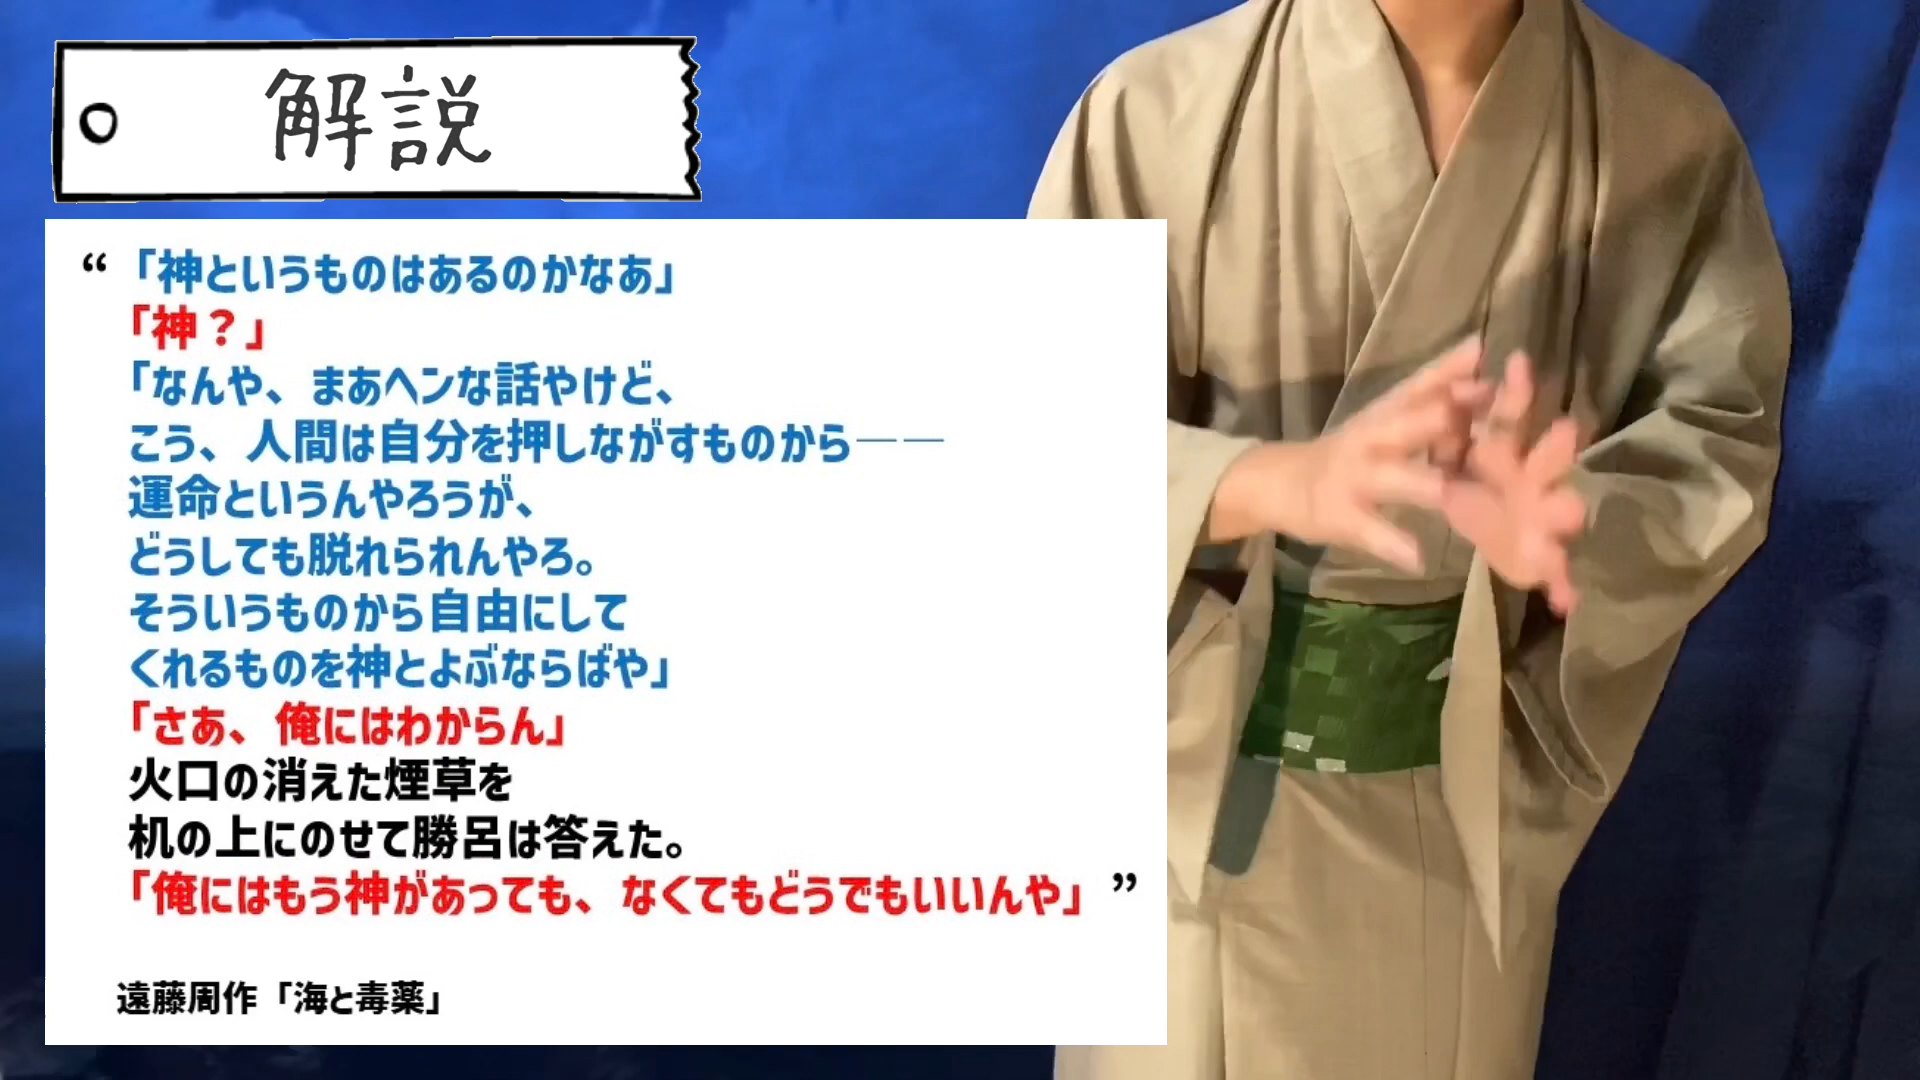 解説
“「神というものはあるのかなあ」
「神？」
「なんや、まあヘンな話やけど、
こう、人間は自分を押しながすものから――
運命というんやろうが、
どうしても脱れられんやろ。
そういうものから自由にして
くれるものを神とよぶならばや」
「さあ、俺にはわからん」
火口の消えた煙草を
机の上にのせて勝呂は答えた。
「俺にはもう神があっても、なくてもどうでもいいんや」”
遠藤周作「海と毒薬」